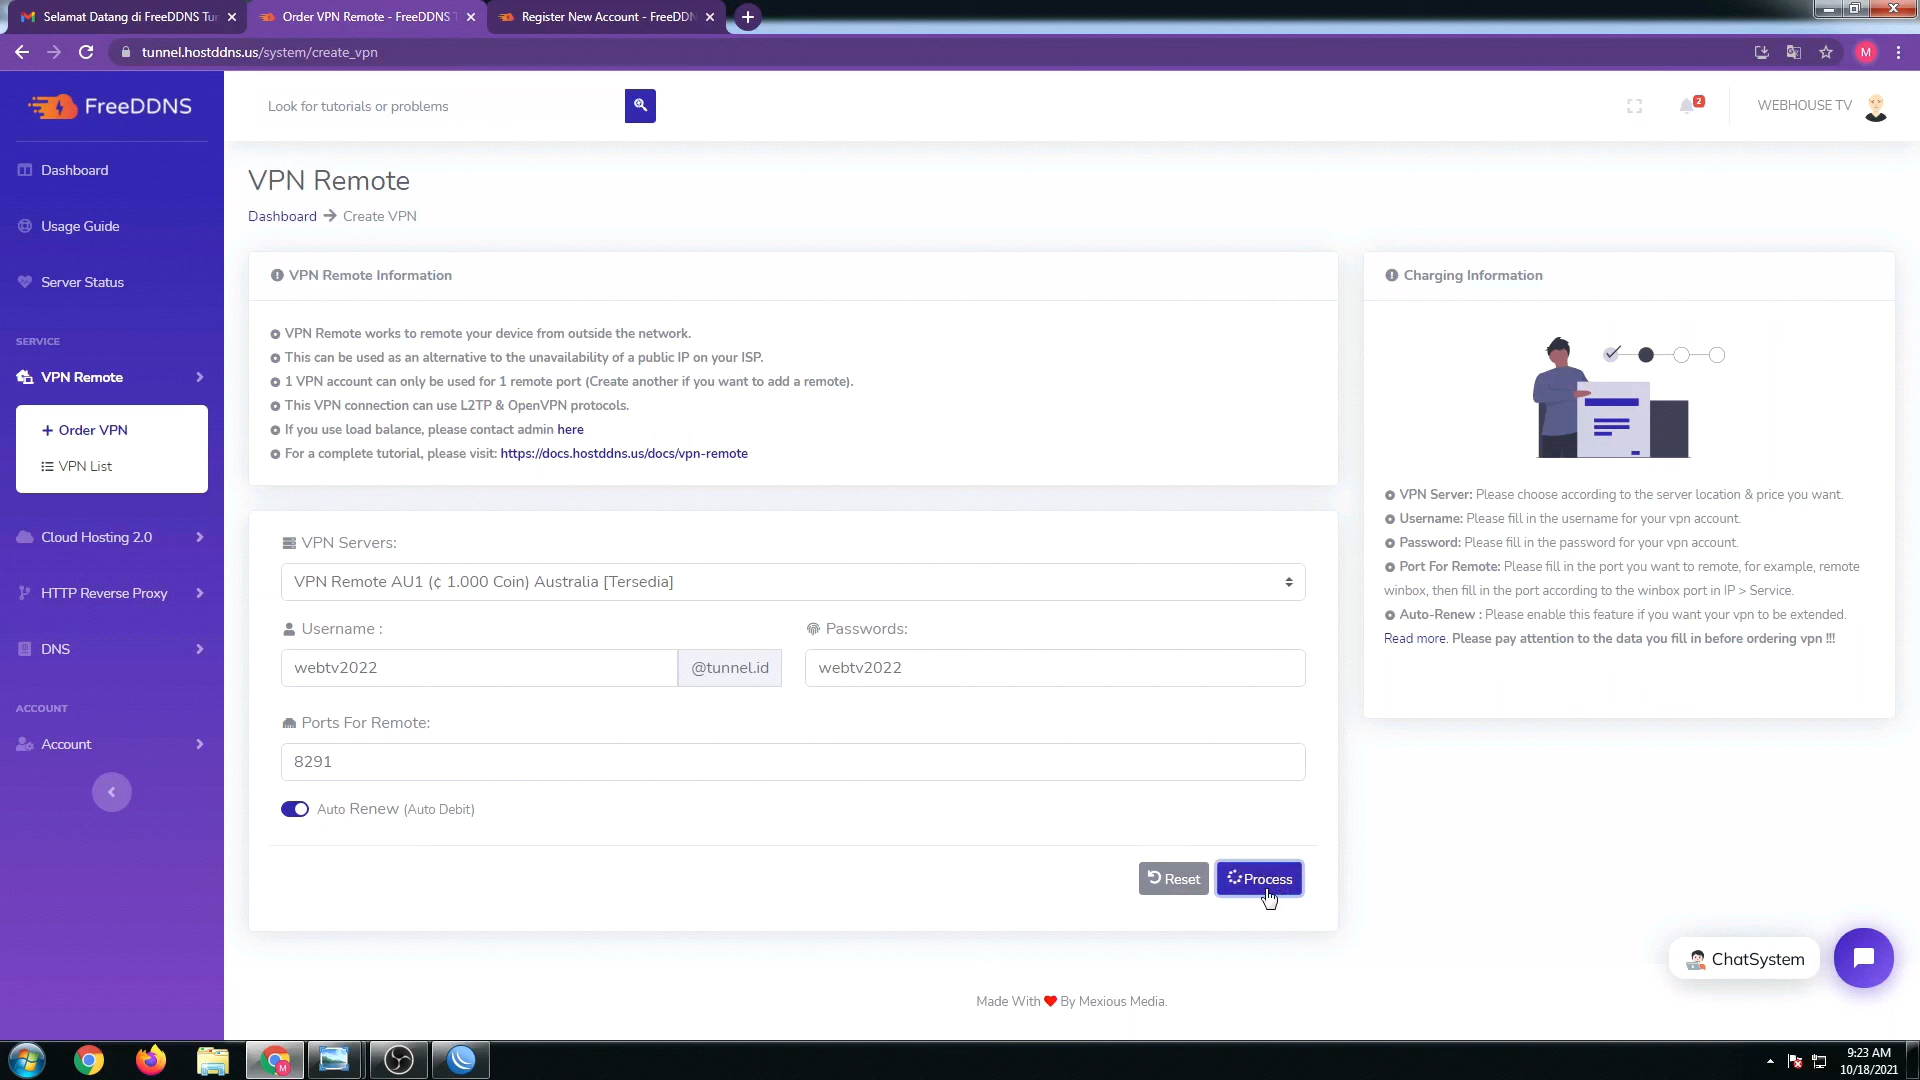 Selamat Datang di FreeDDNS Tur
Order VPN Remote - FreeDDNS T
Register New Account - FreeDDN
tunnel.hostddns.us/system/create_vpn
M
FreeDDNS
Look for tutorials or problems
2
WEBHOUSE TV
Dashboard
Usage Guide
Server Status
SERVICE
VPN Remote
+ Order VPN
VPN List
Cloud Hosting 2.0
HTTP Reverse Proxy
DNS
ACCOUNT
Account
VPN Remote
Dashboard → Create VPN
VPN Remote Information
VPN Remote works to remote your device from outside the network.
This can be used as an alternative to the unavailability of a public IP on your ISP.
1 VPN account can only be used for 1 remote port (Create another if you want to add a remote).
This VPN connection can use L2TP & OpenVPN protocols.
If you use load balance, please contact admin here
For a complete tutorial, please visit: https://docs.hostddns.us/docs/vpn-remote
VPN Servers:
VPN Remote AU1 (¢ 1.000 Coin) Australia [Tersedia]
Username :
Passwords:
webtv2022
@tunnel.id
webtv2022
Ports For Remote:
8291
Auto Renew (Auto Debit)
Reset
Process
Charging Information
VPN Server: Please choose according to the server location & price you want.
Username: Please fill in the username for your vpn account.
Password: Please fill in the password for your vpn account.
Port For Remote: Please fill in the port you want to remote, for example, remote
winbox, then fill in the port according to the winbox port in IP > Service.
Auto-Renew : Please enable this feature if you want your vpn to be extended.
Read more. Please pay attention to the data you fill in before ordering vpn !!!
ChatSystem
Made With ❤ By Mexious Media.
M
9:23 AM
10/18/2021